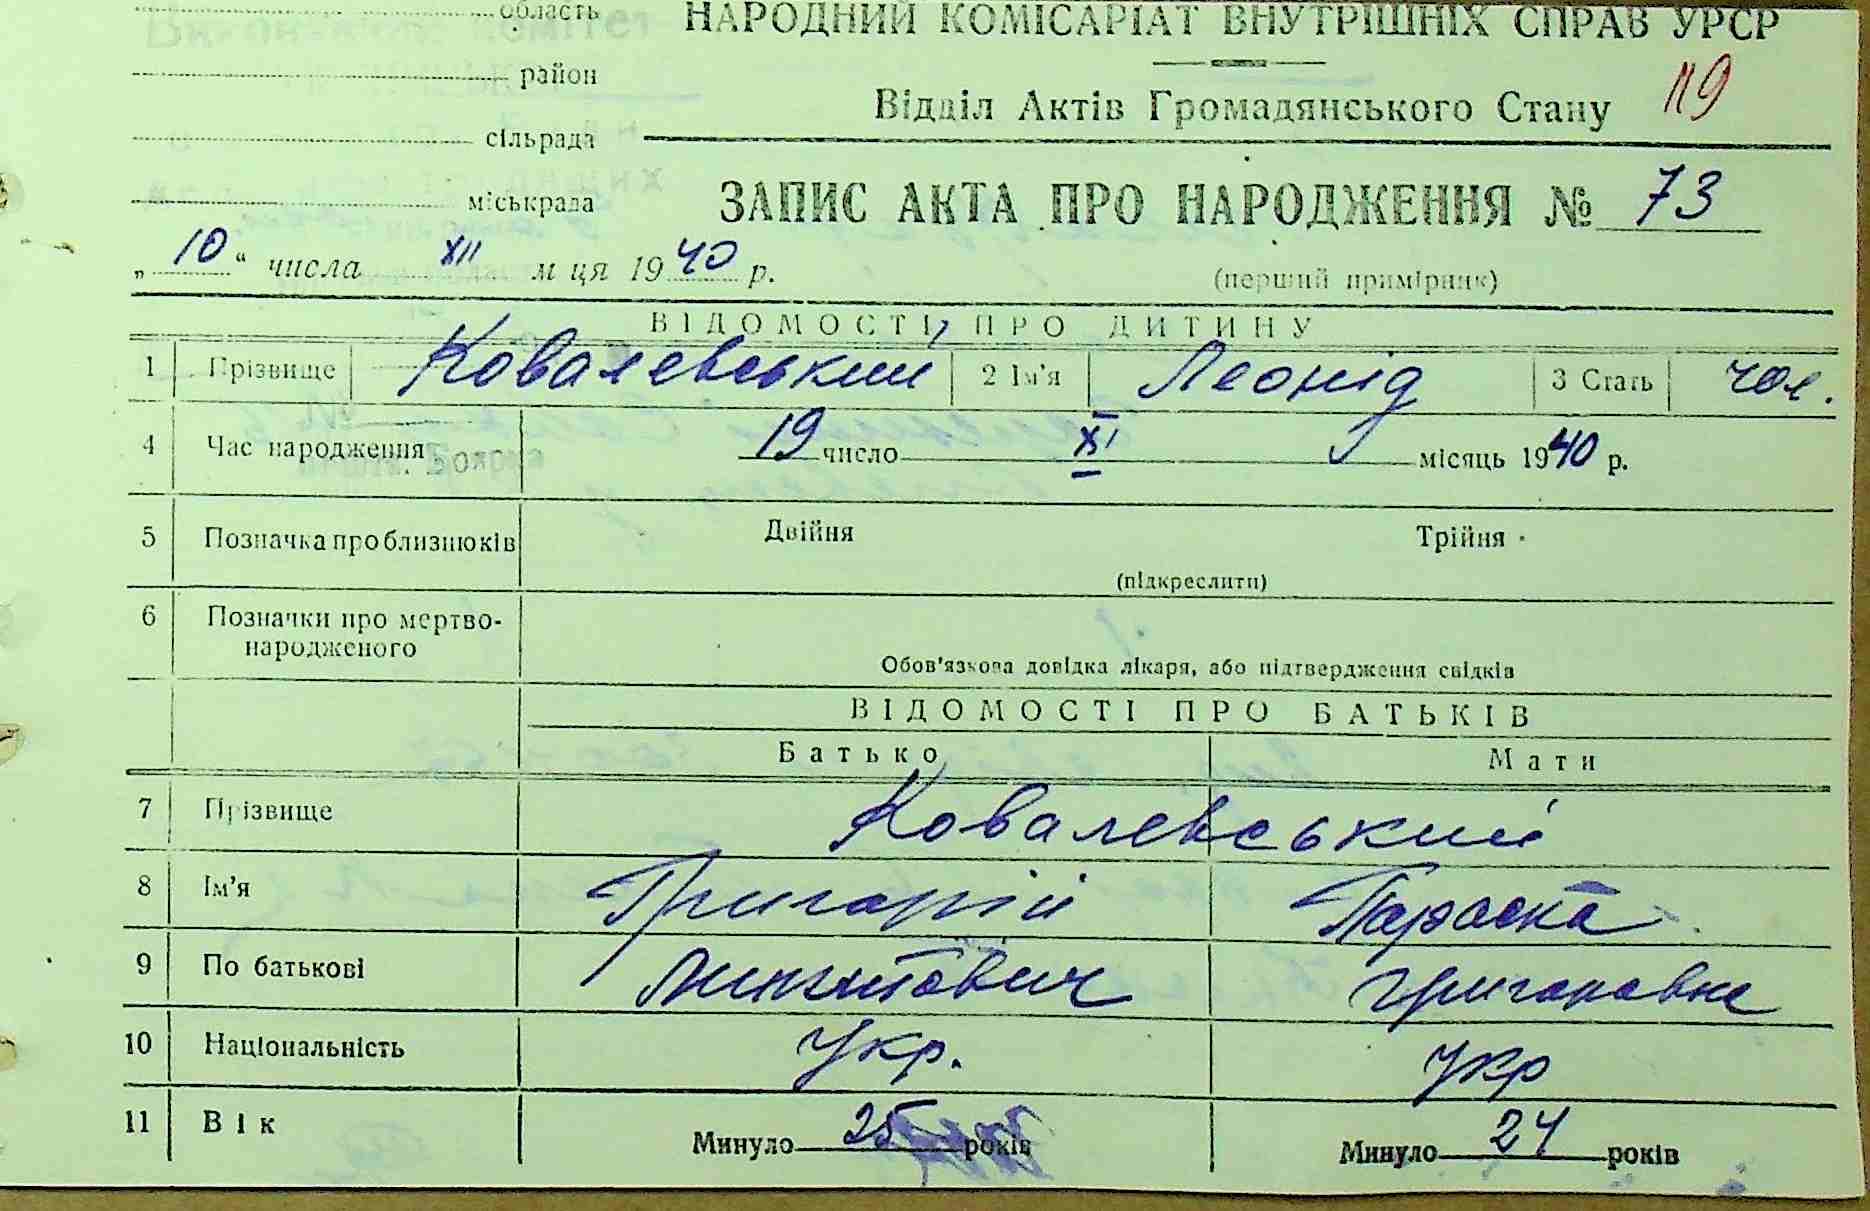 область
НАРОДНИЙ КОМІСАРІАТ ВНУТРІШНІХ СПРАВ УРСР
район
Відділ Актів Громадянського Стану 119
сільрада
міськрада
ЗАПИС АКТА ПРО НАРОДЖЕННЯ № 73
„10“ числа XII м ця 1940 р.
(перший примірник)
ВІДОМОСТІ ПРО ДИТИНУ
1 Прізвище Ковалевський 2 Ім'я Леонід 3 Стать чол.
4 Час народження 19 число XI місяць 1940 р.
5 Позначка про близнюків Двійня Трійня
(підкреслити)
6 Позначки про мертво-
народженого
Обов'язкова довідка лікаря, або підтвердження свідків
ВІДОМОСТІ ПРО БАТЬКІВ
Батько Мати
7 Прізвище Ковалевський
8 Ім'я Григорій Параска
9 По батькові Григоровна
10 Національність Укр. Укр
11 Вік Минуло 25 років Минуло 24 років